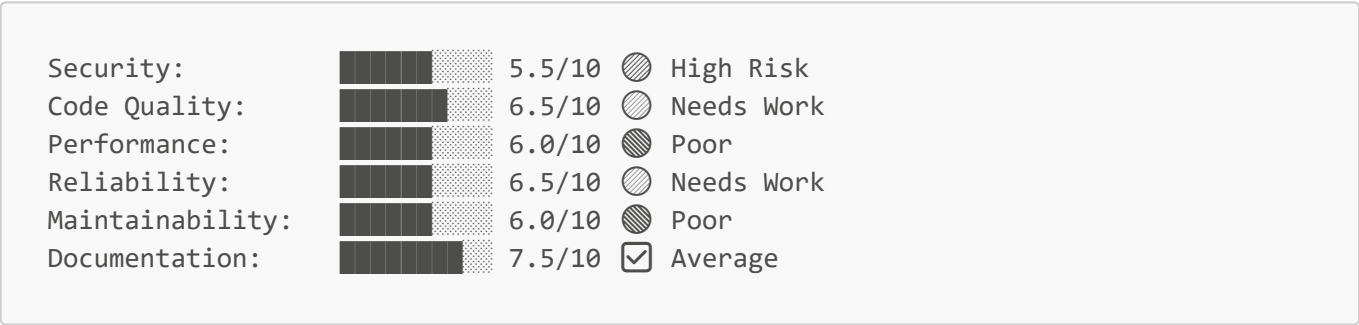 Security: 5.5/10 High Risk
Code Quality: 6.5/10 Needs Work
Performance: 6.0/10 Poor
Reliability: 6.5/10 Needs Work
Maintainability: 6.0/10 Poor
Documentation: 7.5/10 Average